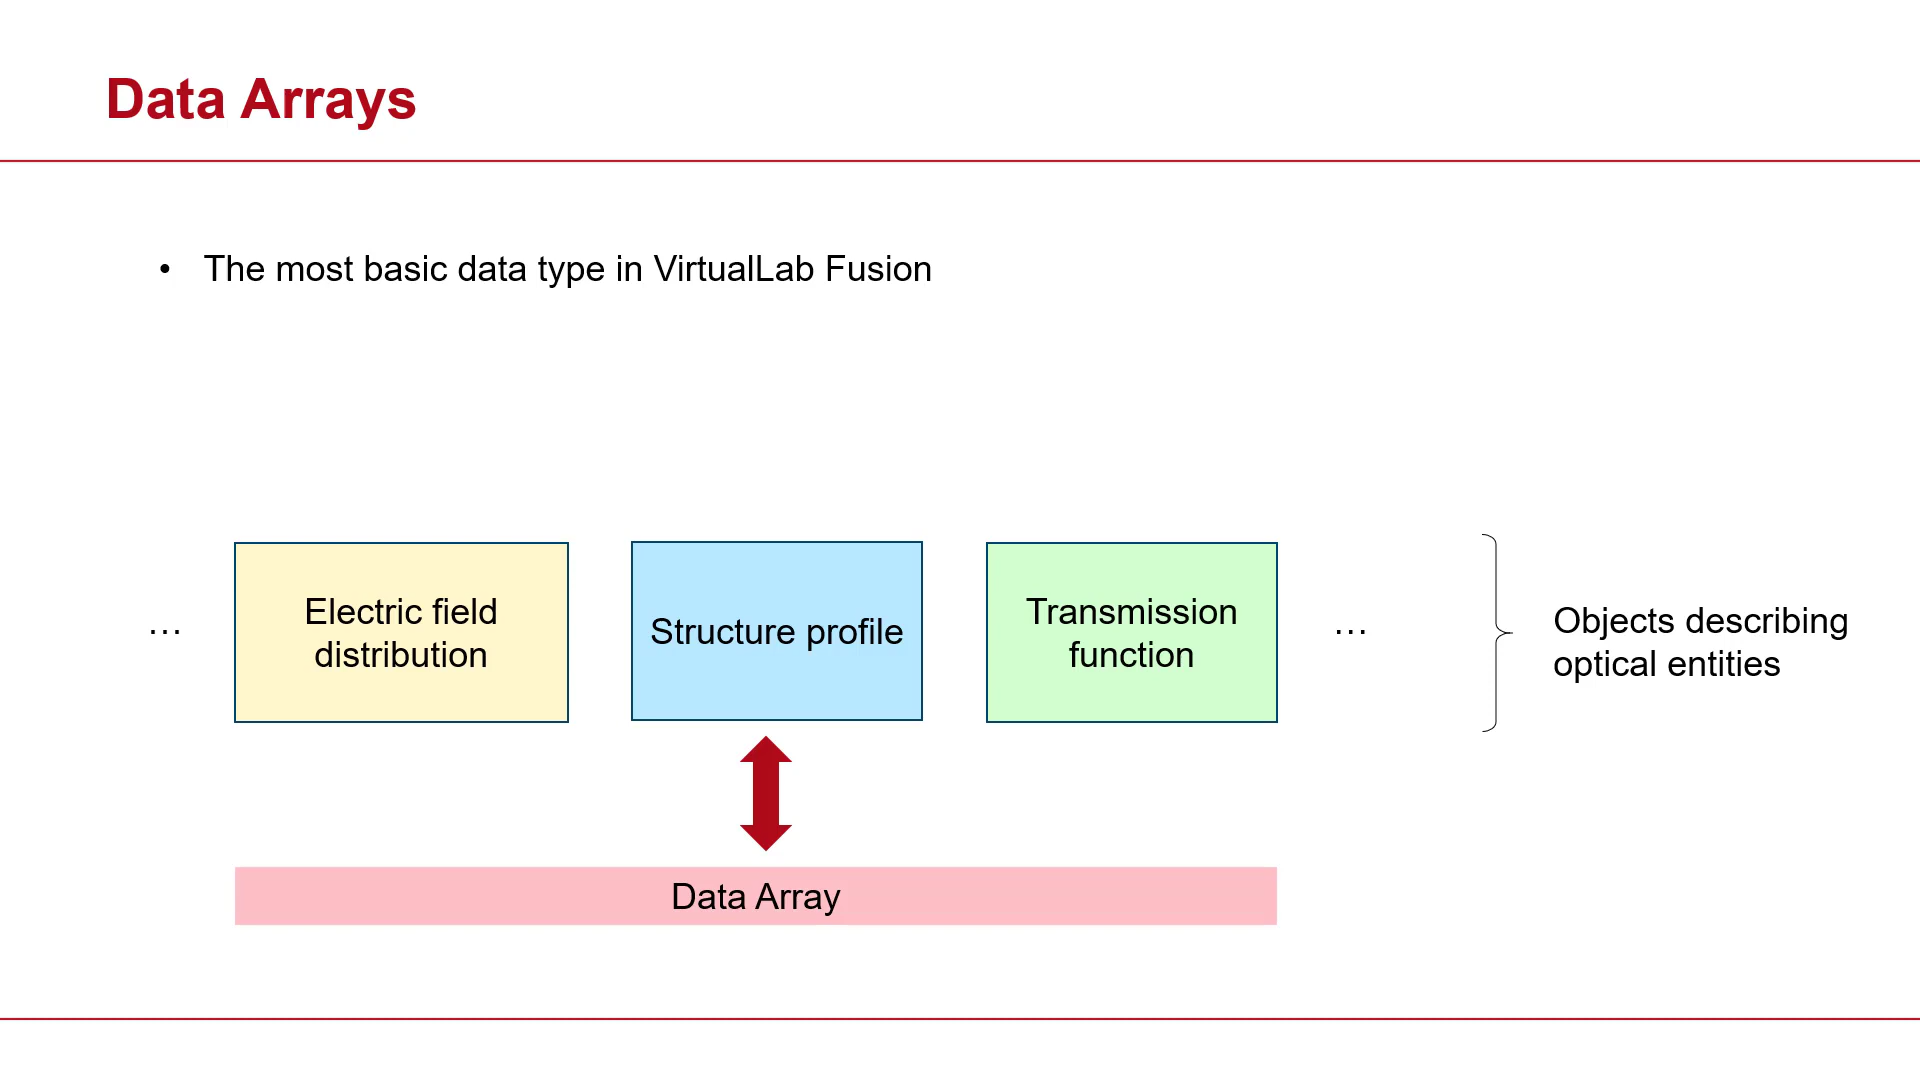 Data Arrays
• The most basic data type in VirtualLab Fusion
...
Electric field
distribution
Structure profile
Transmission
function
...
Objects describing
optical entities
Data Array